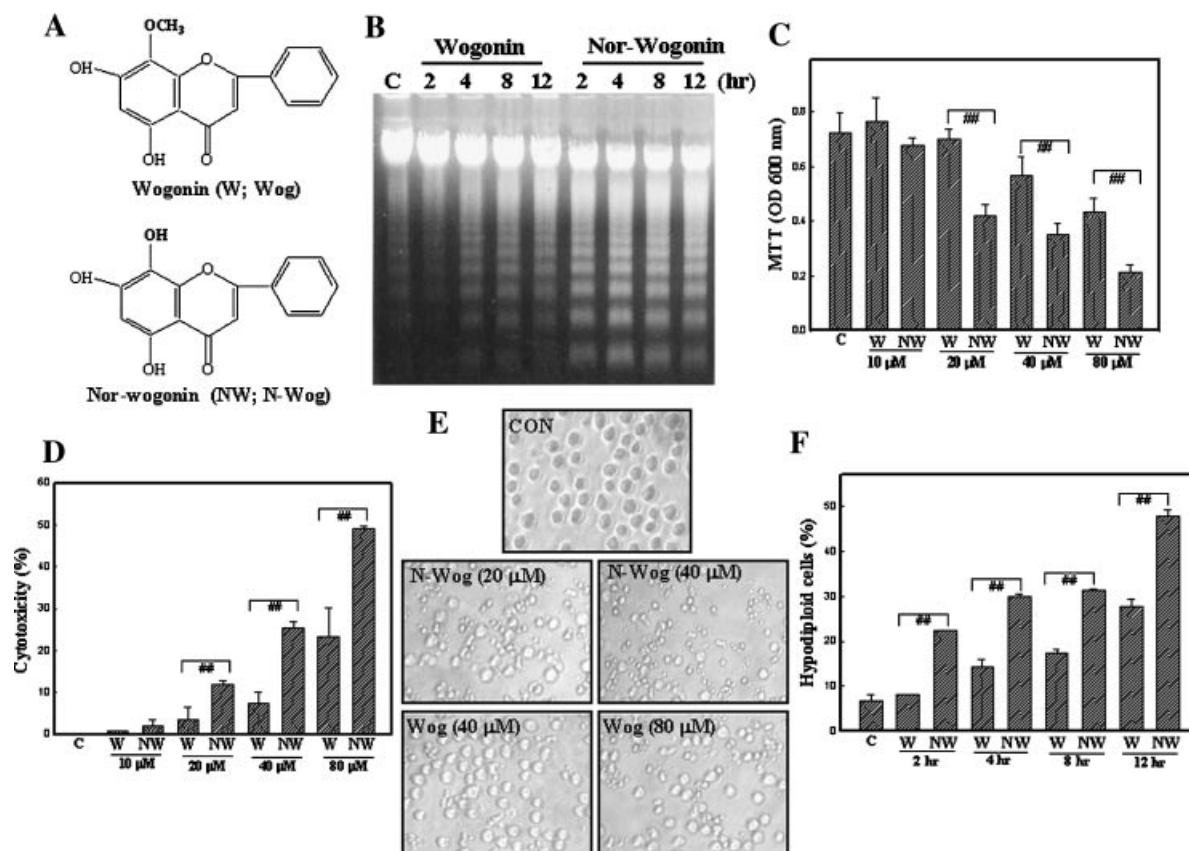 A
OCH₃
HO
O
OH
O
Wogonin (W; Wog)
OH
HO
O
OH
O
Nor-wogonin (NW; N-Wog)
B
Wogonin Nor-Wogonin
C 2 4 8 12 2 4 8 12 (hr)
C
MTT (OD 600 nm)
0.8
0.6
0.4
0.2
0.0
## ## ##
C W NW W NW W NW W NW
10 µM 20 µM 40 µM 80 µM
D
Cytotoxicity (%)
60
50
40
30
20
10
0
## ## ##
C W NW W NW W NW W NW
10 µM 20 µM 40 µM 80 µM
E
CON
N-Wog (20 µM) N-Wog (40 µM)
Wog (40 µM) Wog (80 µM)
F
Hypodiploid cells (%)
50
40
30
20
10
0
## ## ## ##
C W NW W NW W NW W NW
2 hr 4 hr 8 hr 12 hr